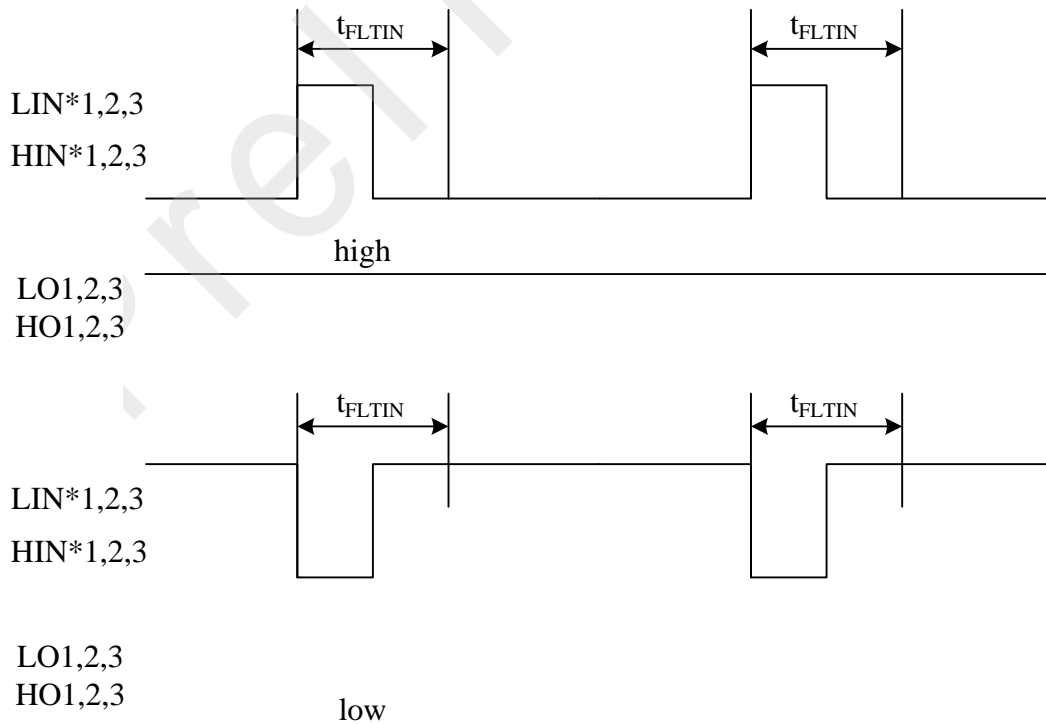 tFLTIN tFLTIN
LIN*1,2,3
HIN*1,2,3
high
LO1,2,3
HO1,2,3
tFLTIN tFLTIN
LIN*1,2,3
HIN*1,2,3
LO1,2,3
HO1,2,3
low